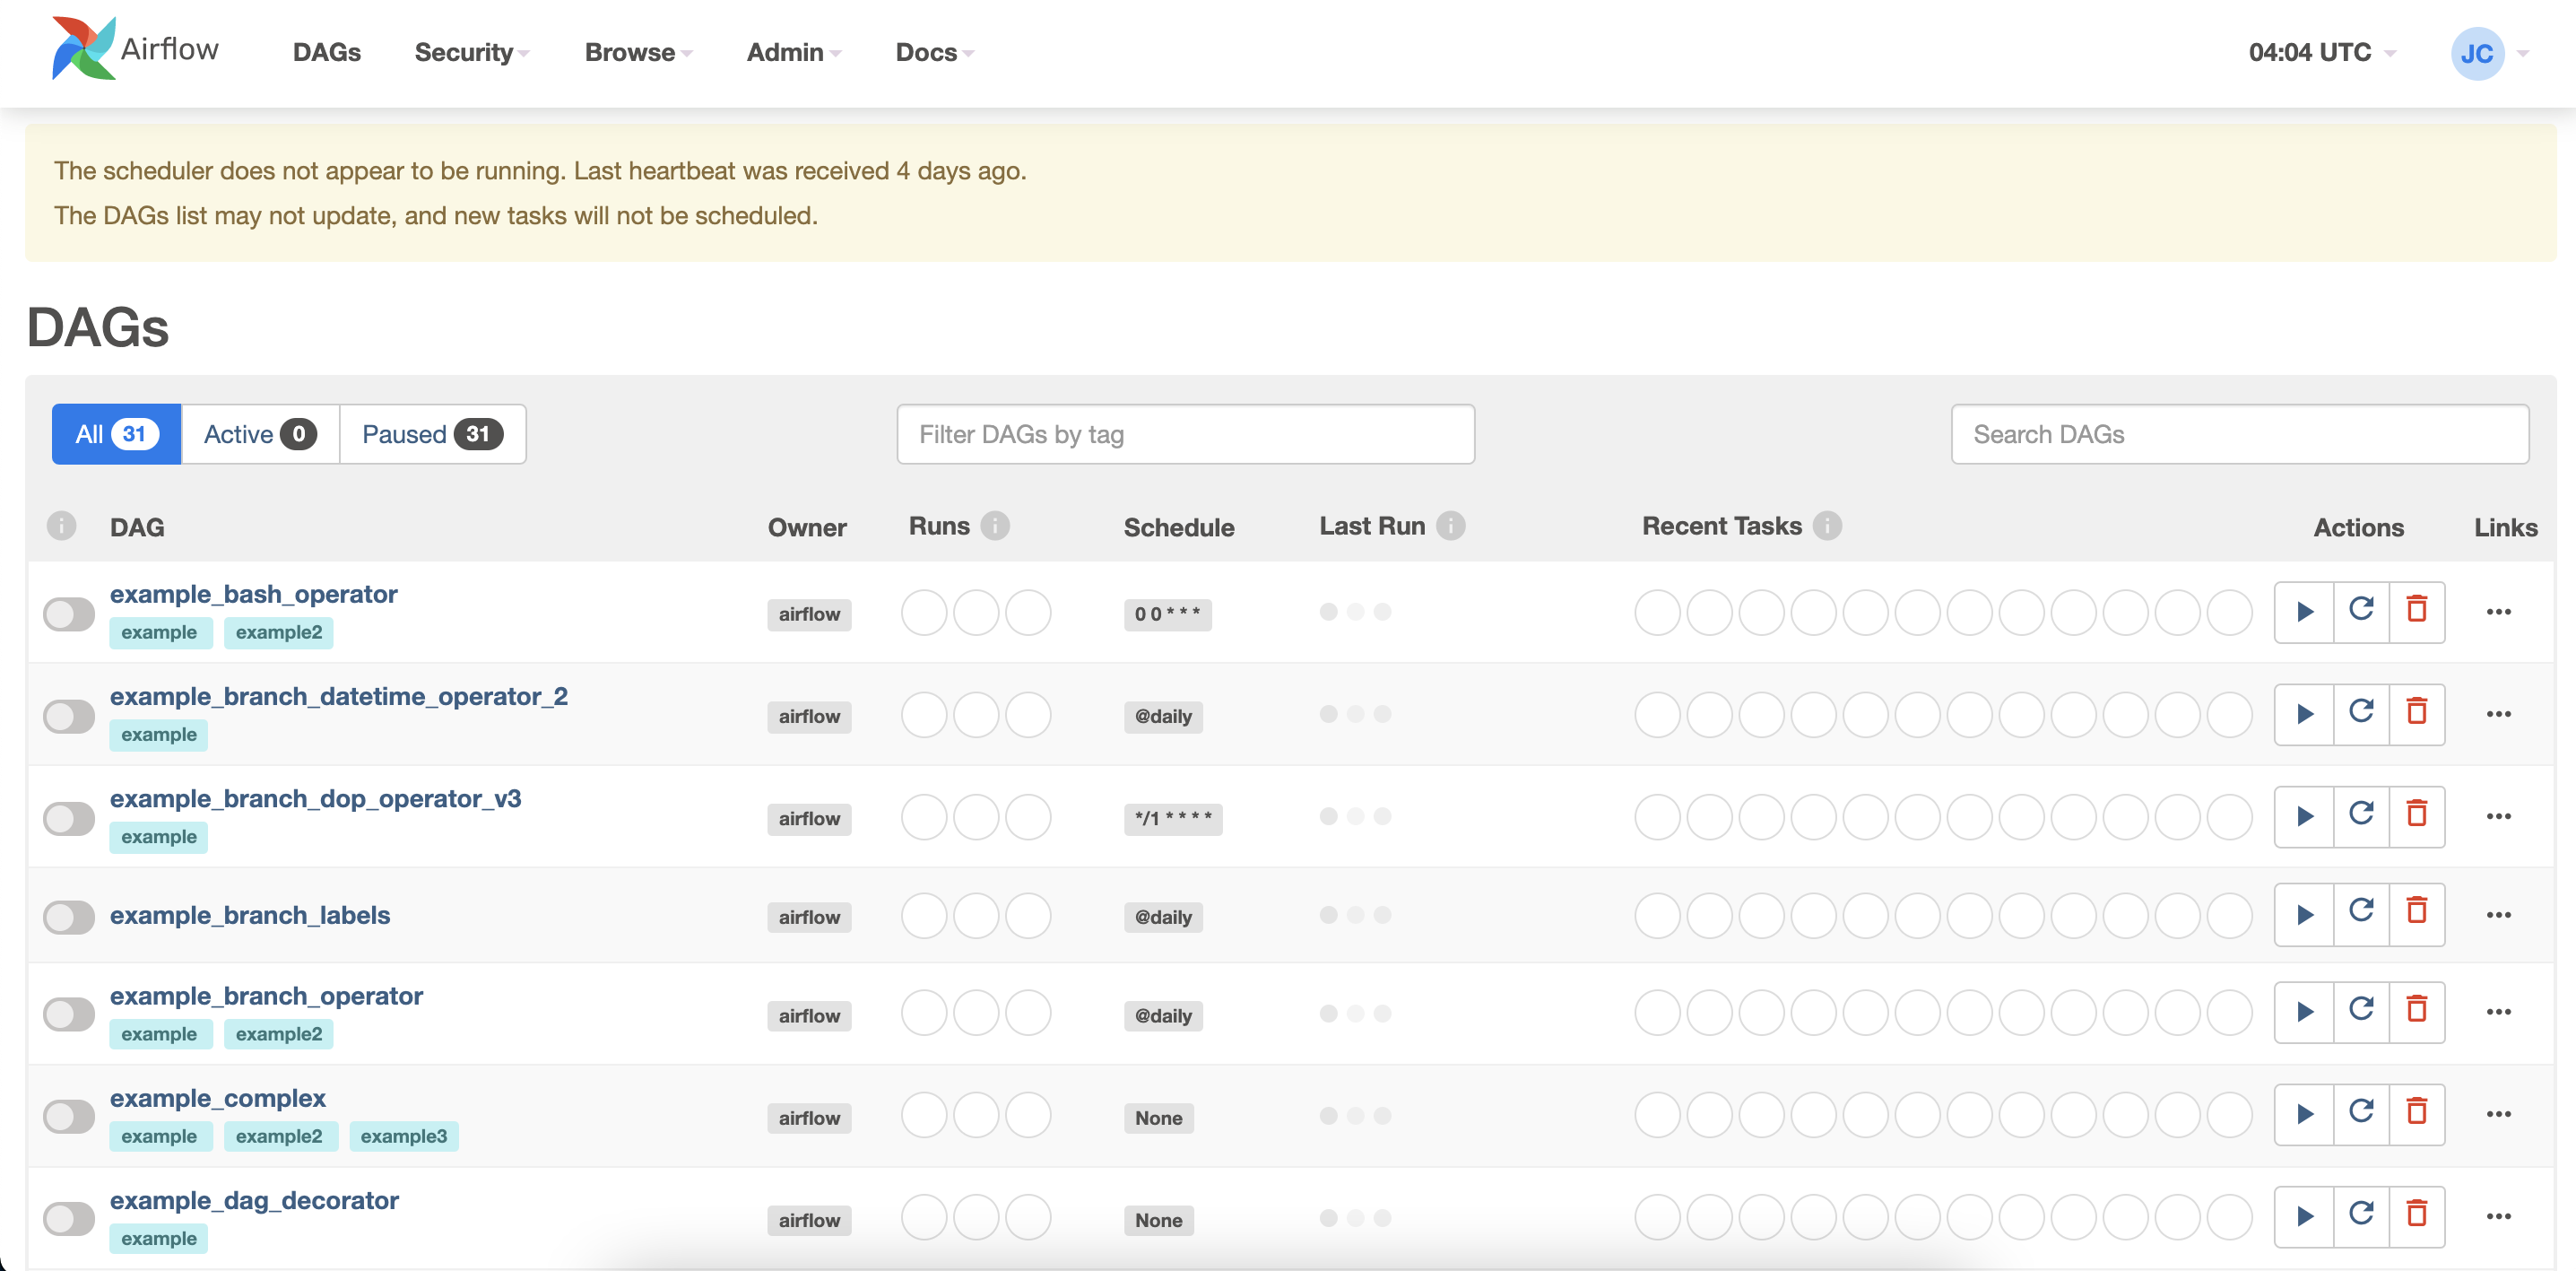 Airflow DAGs Security Browse Admin Docs 04:04 UTC JC
The scheduler does not appear to be running. Last heartbeat was received 4 days ago.
The DAGs list may not update, and new tasks will not be scheduled.
DAGs
All 31 Active 0 Paused 31 Filter DAGs by tag Search DAGs
i DAG Owner Runs i Schedule Last Run i Recent Tasks i Actions Links
example_bash_operator
example example2 airflow 0 0 * * *
example_branch_datetime_operator_2
example airflow @daily
example_branch_dop_operator_v3
example airflow */1 * * * *
example_branch_labels airflow @daily
example_branch_operator
example example2 airflow @daily
example_complex
example example2 example3 airflow None
example_dag_decorator
example airflow None